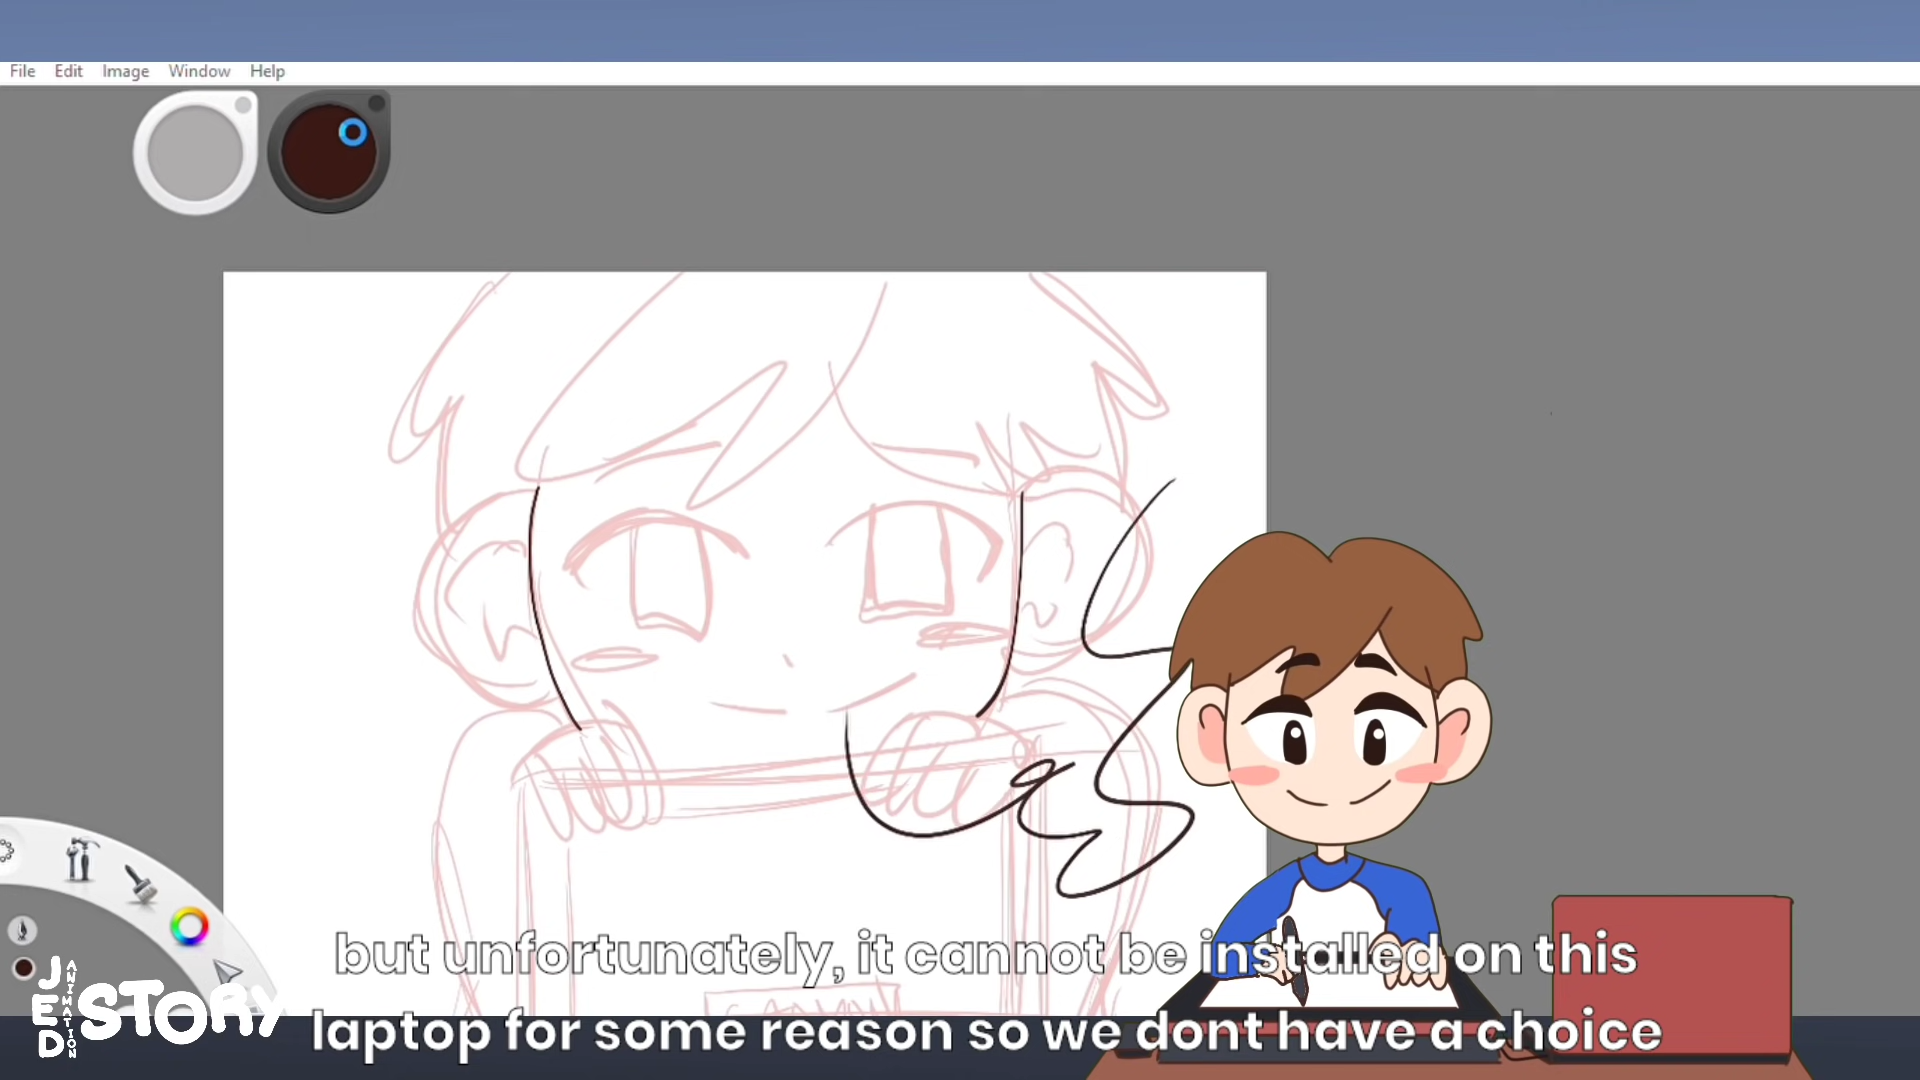 File Edit Image Window Help
but unfortunately, it cannot be installed on this
laptop for some reason so we dont have a choice
JED
ANIMATION
STORY